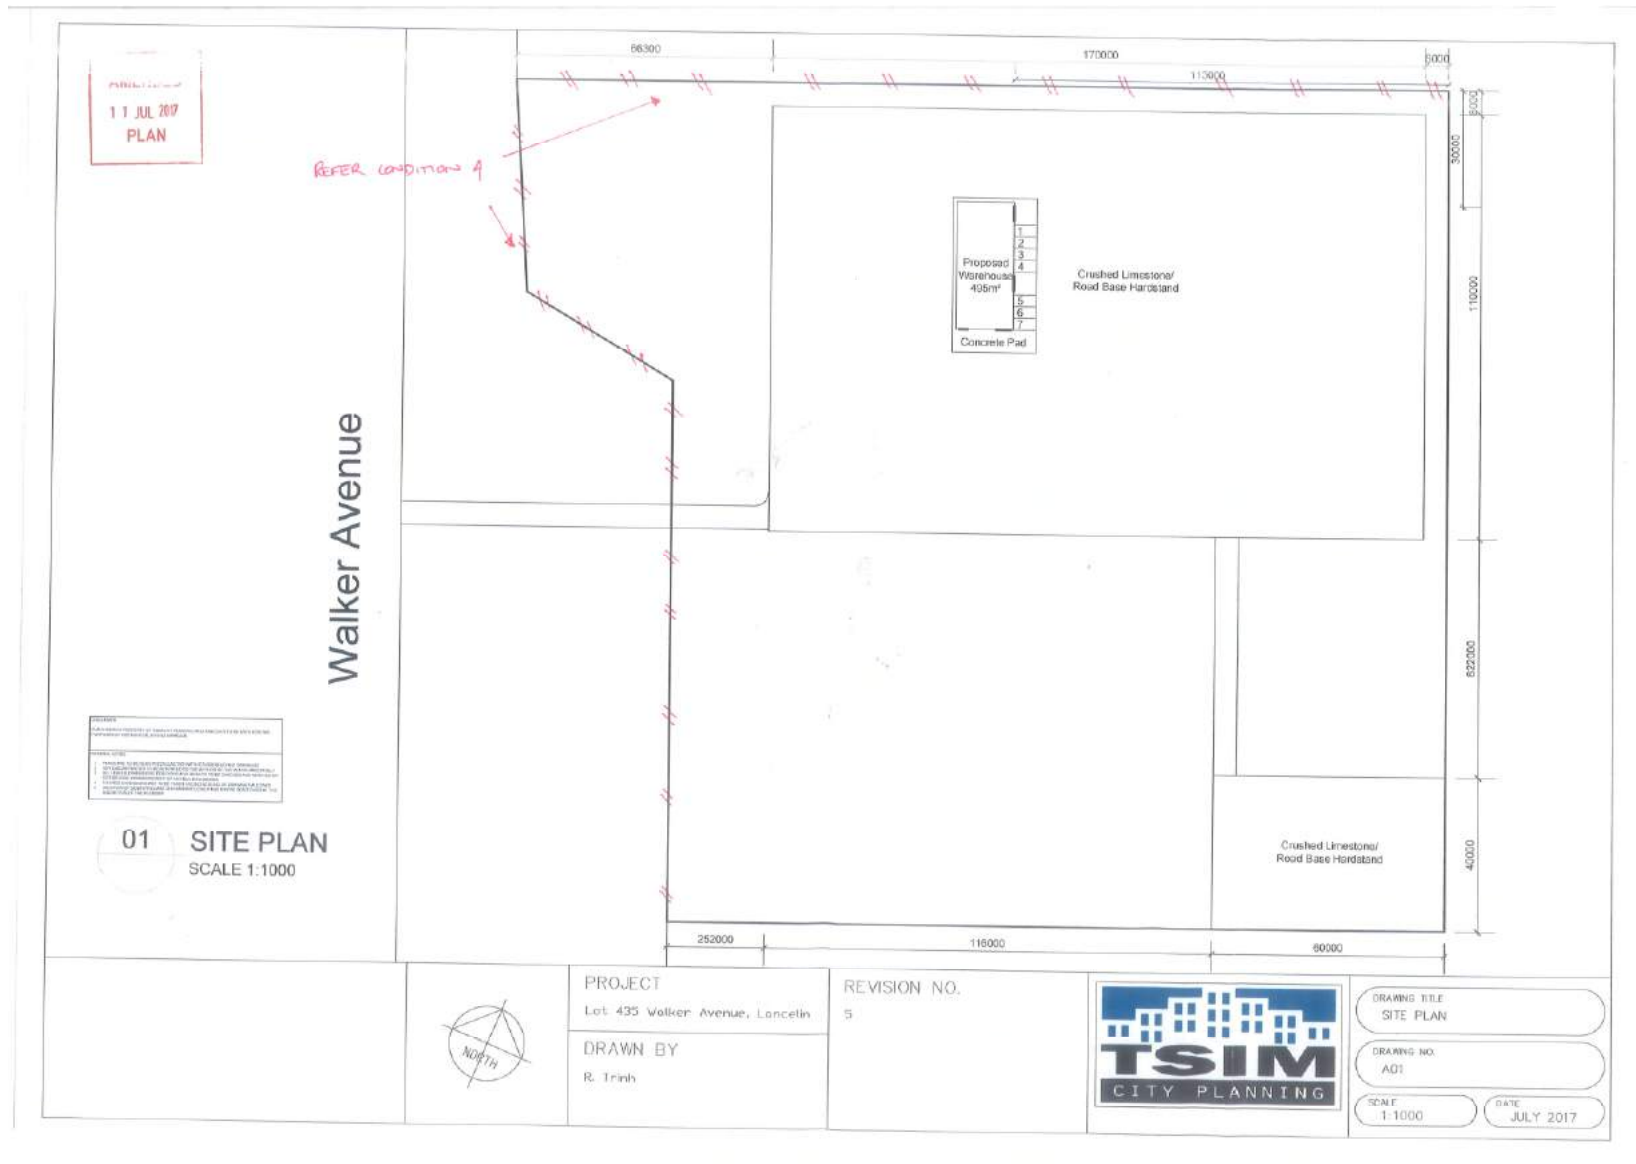 66300
170000
6000
113000
11 JUL 2017
PLAN
REFER CONDITION 4
6000
30000
1
2
3
4
5
6
7
Proposed
Warehouse
495m²
Concrete Pad
Crushed Limestone/
Road Base Hardstand
110000
Walker Avenue
622000
Crushed Limestone/
Road Base Hardstand
40000
01
SITE PLAN
SCALE 1:1000
252000
116000
60000
NORTH
PROJECT
Lot 435 Walker Avenue, Lancelin
DRAWN BY
R. Trinh
REVISION NO.
5
TSIM
CITY PLANNING
DRAWING TITLE
SITE PLAN
DRAWING NO.
A01
SCALE
1:1000
DATE
JULY 2017